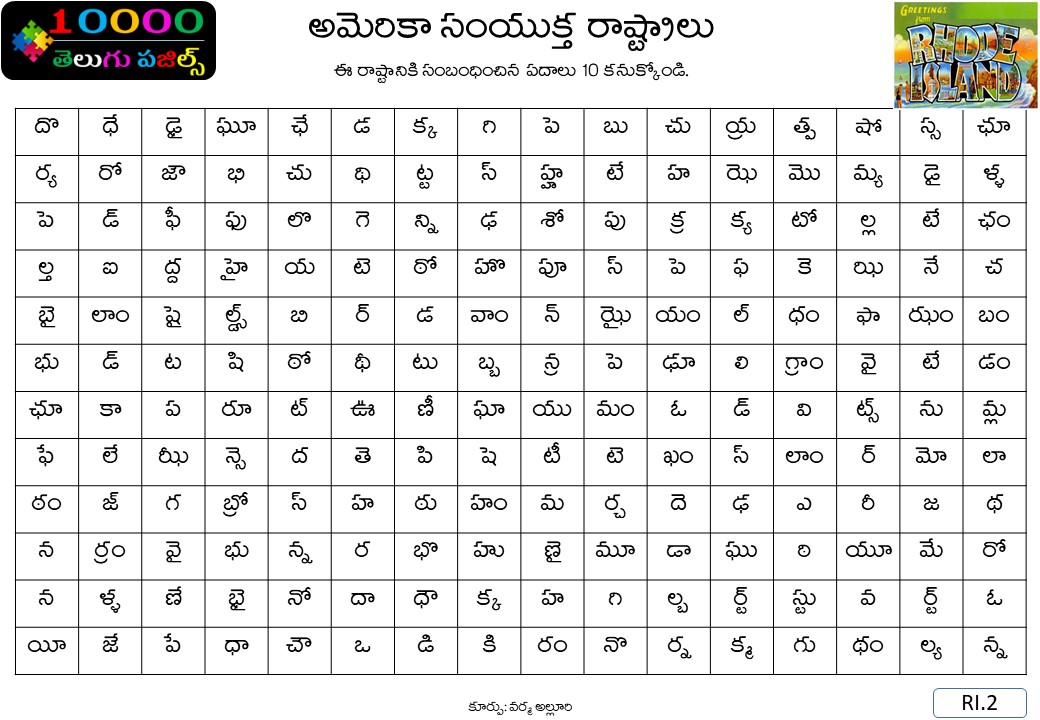 10000
తెలుగు పజిల్స్
అమెరికా సంయుక్త రాష్ట్రాలు
ఈ రాష్ట్రానికి సంబంధించిన పదాలు 10 కనుక్కోండి.
GREETINGS from
RHODE ISLAND
దొ ధే ఢై ఘూ ఛే డ క్క గి పె బు చు య్ర త్ప షో స్స ఛూ
ర్య రో జౌ భి చు థి ట్ట స్ హ్హ టే హ ఝె మొ మ్య డై ళ్ళ
పె డ్ ఫీ ఫు లొ గె న్ని ఢ శో పు క్ర క్య టో ల్ల టే ఛం
ల్త ఐ ద్ద హై య టె ఠో హొ పూ స్ పె ఫ కె ఝి నే చ
బై లాం షై ల్డ్స్ బి ర్ డ వాం న్ ఝై యం ల్ ధం ఫా ఝం బం
భు డ్ ట షి ఠో థీ టు బ్బ న్ర పె ఢూ లి గ్రాం వై టే డం
ఛూ కా ప రూ ట్ ఊ ణీ ఘా యు మం ఓ డ్ వి ట్స్ ను మ్ల
ఫే లే ఝీ న్సె ద తె పి షె టీ టె ఖం స్ లాం ర్ మో లా
ఠం జ్ గ బ్రో స్ హ ఠు హం మ ర్చ దె ఢ ఎ రీ జ థ
న ర్రం వై భు న్న ర భొ హు ణ్ణె మూ డా ఘు ఠి యూ మే రో
న ళ్ళ ణే భై నో దా ధౌ క్క హ గి ల్బ ర్ట్ స్టు వ ర్ట్ ఓ
యీ జే పే ధా చౌ ఒ డి కి రం నొ ర్న క్మ గు థం ల్య న్న
కూర్పు: వర్మ అల్లూరి
RI.2